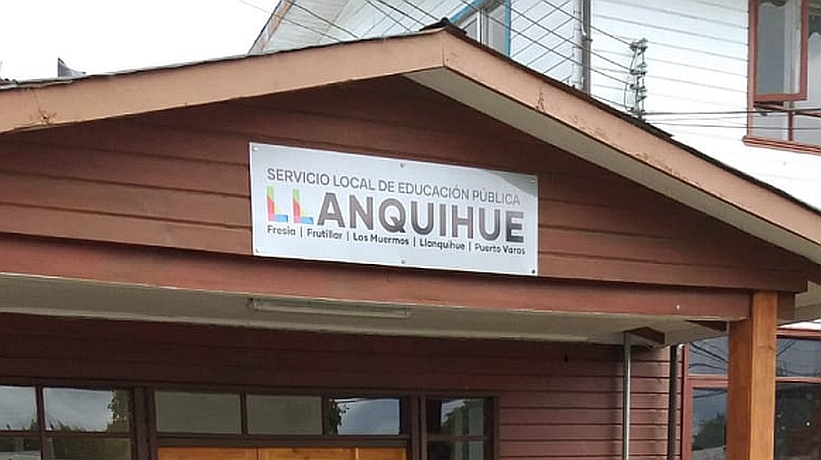 SERVICIO LOCAL DE EDUCACIÓN PÚBLICA
LLANQUIHUE
Fresia | Frutillar | Los Muermos | Llanquihue | Puerto Varas